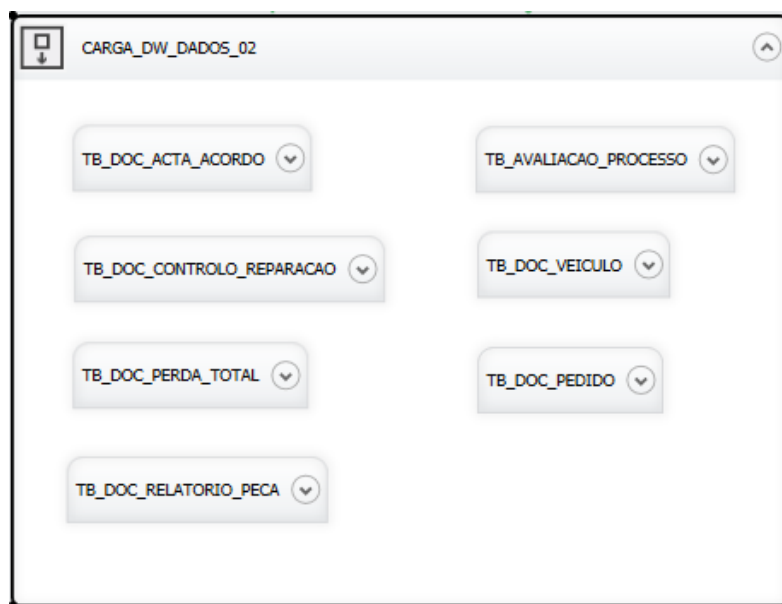 CARGA_DW_DADOS_02
TB_DOC_ACTA_ACORDO
TB_AVALIACAO_PROCESSO
TB_DOC_CONTROLO_REPARACAO
TB_DOC_VEICULO
TB_DOC_PERDA_TOTAL
TB_DOC_PEDIDO
TB_DOC_RELATORIO_PECA